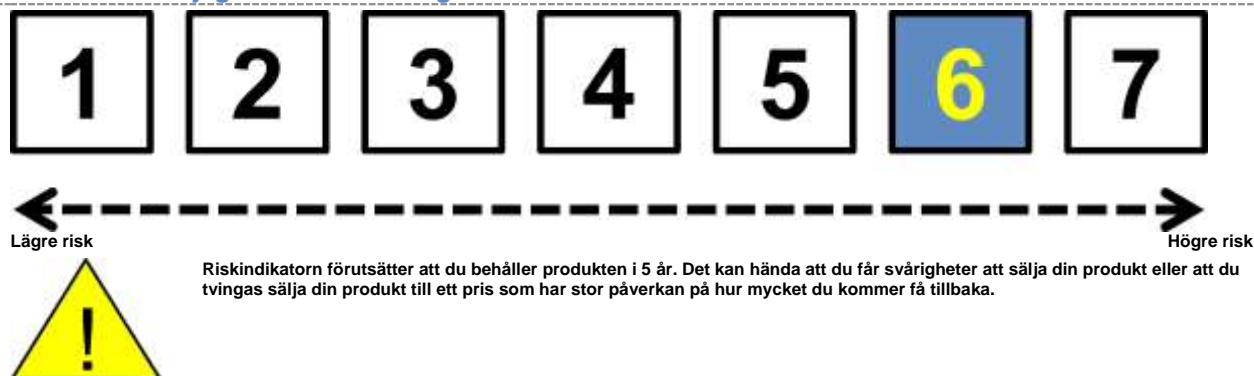 1 2 3 4 5 6 7
Lägre risk Högre risk
Riskindikatorn förutsätter att du behåller produkten i 5 år. Det kan hända att du får svårigheter att sälja din produkt eller att du
tvingas sälja din produkt till ett pris som har stor påverkan på hur mycket du kommer få tillbaka.
!